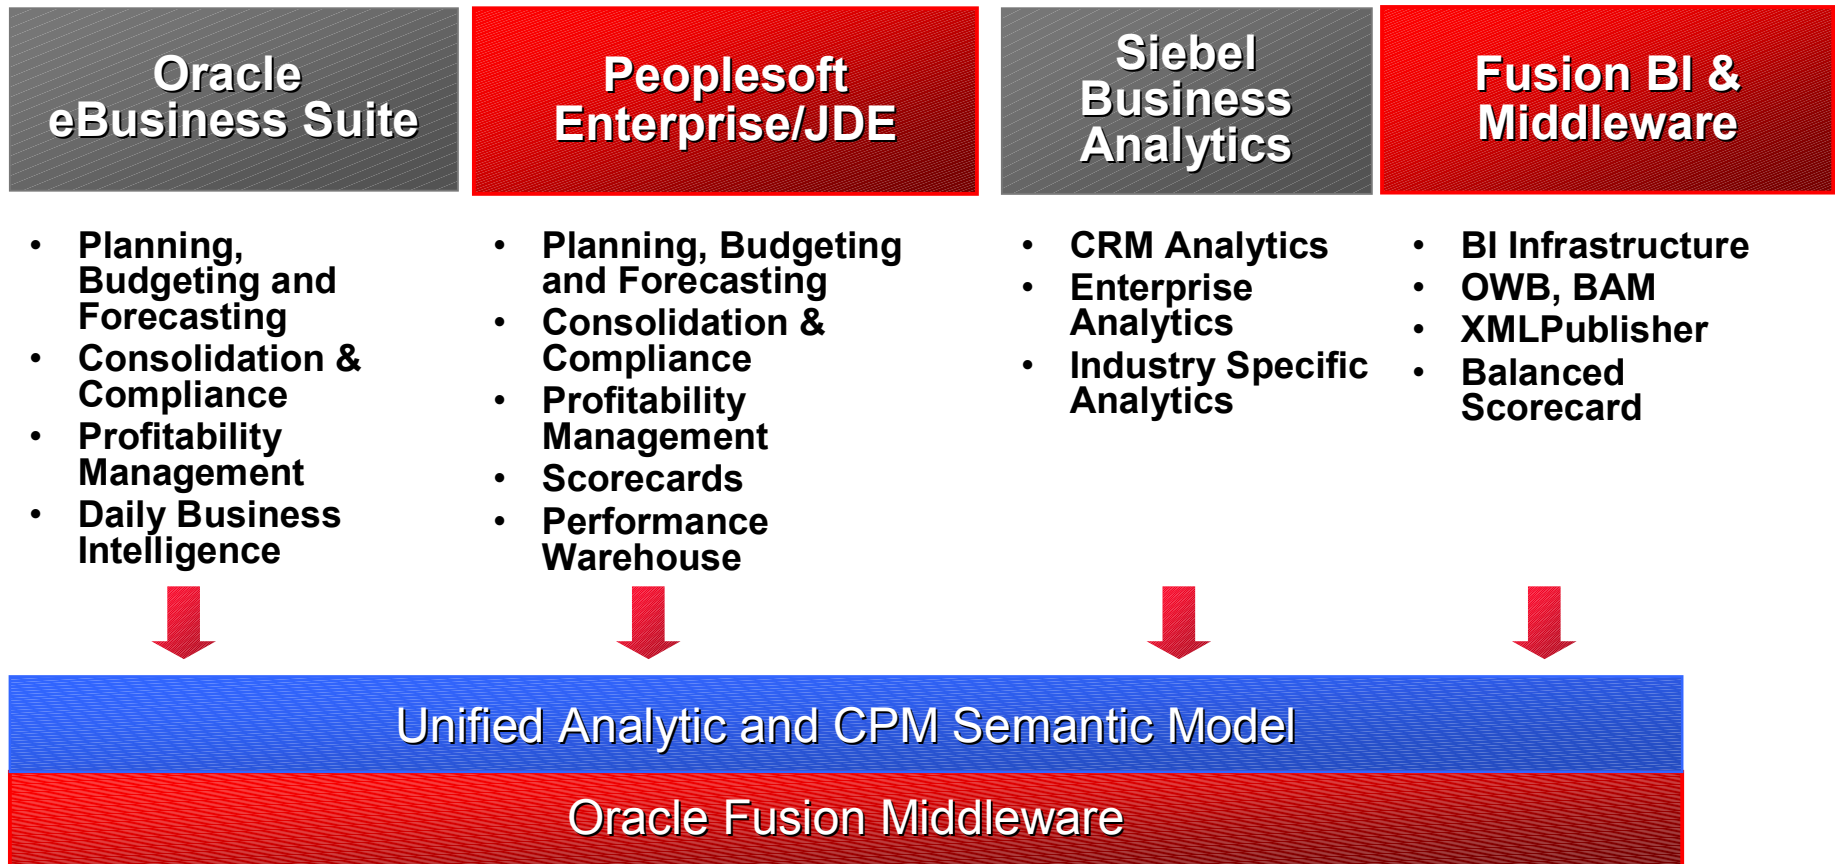 Oracle
eBusiness Suite
Peoplesoft
Enterprise/JDE
Siebel
Business
Analytics
Fusion BI &
Middleware
• Planning,
Budgeting and
Forecasting
• Consolidation &
Compliance
• Profitability
Management
• Daily Business
Intelligence
• Planning, Budgeting
and Forecasting
• Consolidation &
Compliance
• Profitability
Management
• Scorecards
• Performance
Warehouse
• CRM Analytics
• Enterprise
Analytics
• Industry Specific
Analytics
• BI Infrastructure
• OWB, BAM
• XMLPublisher
• Balanced
Scorecard
Unified Analytic and CPM Semantic Model
Oracle Fusion Middleware